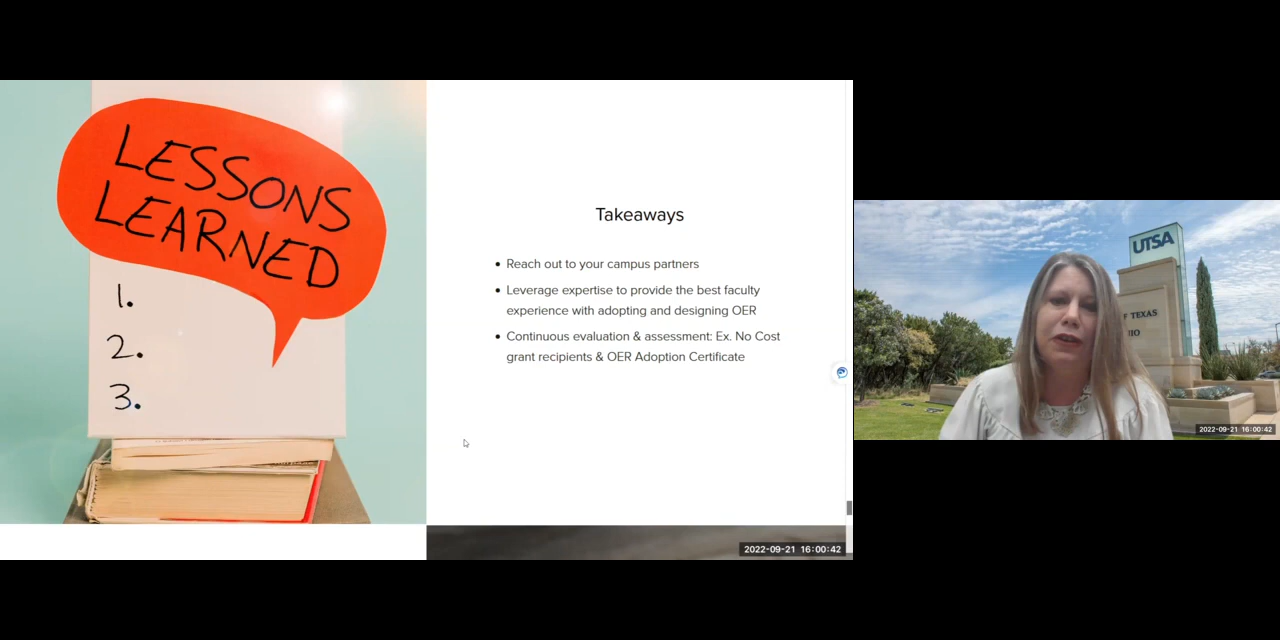 LESSONS
LEARNED
1.
2.
3.
Takeaways
• Reach out to your campus partners
• Leverage expertise to provide the best faculty
experience with adopting and designing OER
• Continuous evaluation & assessment: Ex. No Cost
grant recipients & OER Adoption Certificate
2022-09-21 16:00:42
UTSA
F TEXAS
NIO
2022-09-21 16:00:42